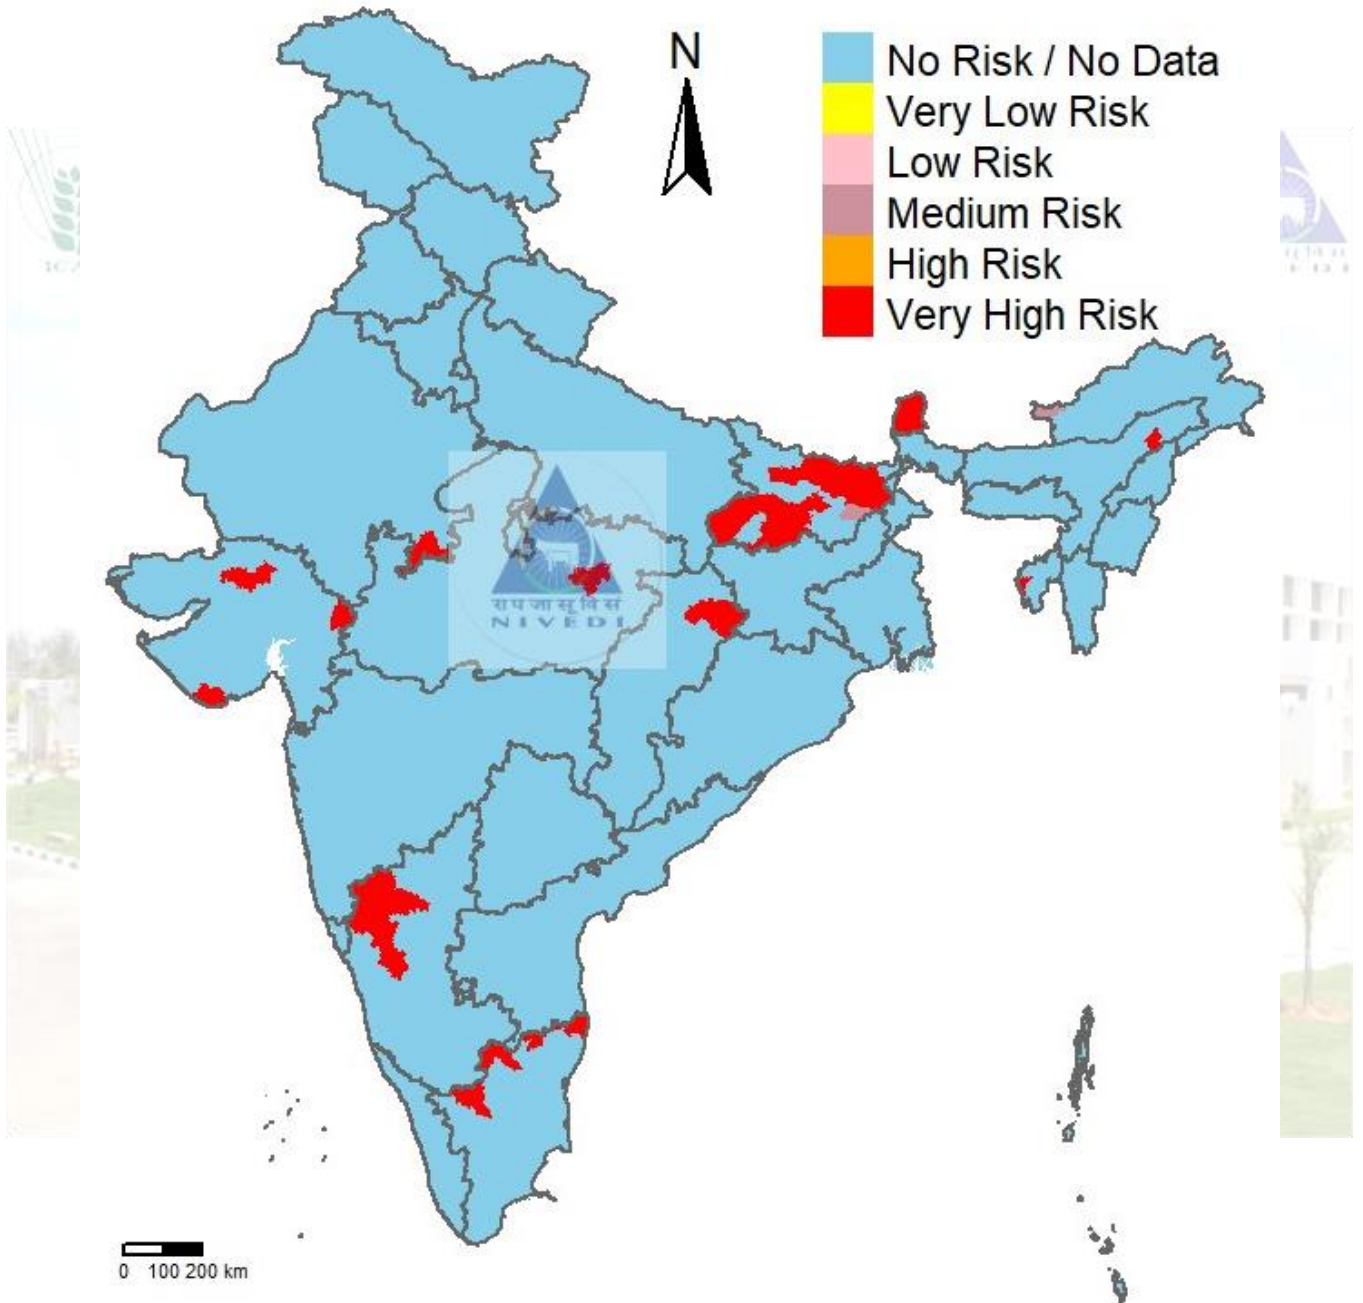 N
No Risk / No Data
Very Low Risk
Low Risk
Medium Risk
High Risk
Very High Risk
रापजासूविसं
NIVEDI
0 100 200 km